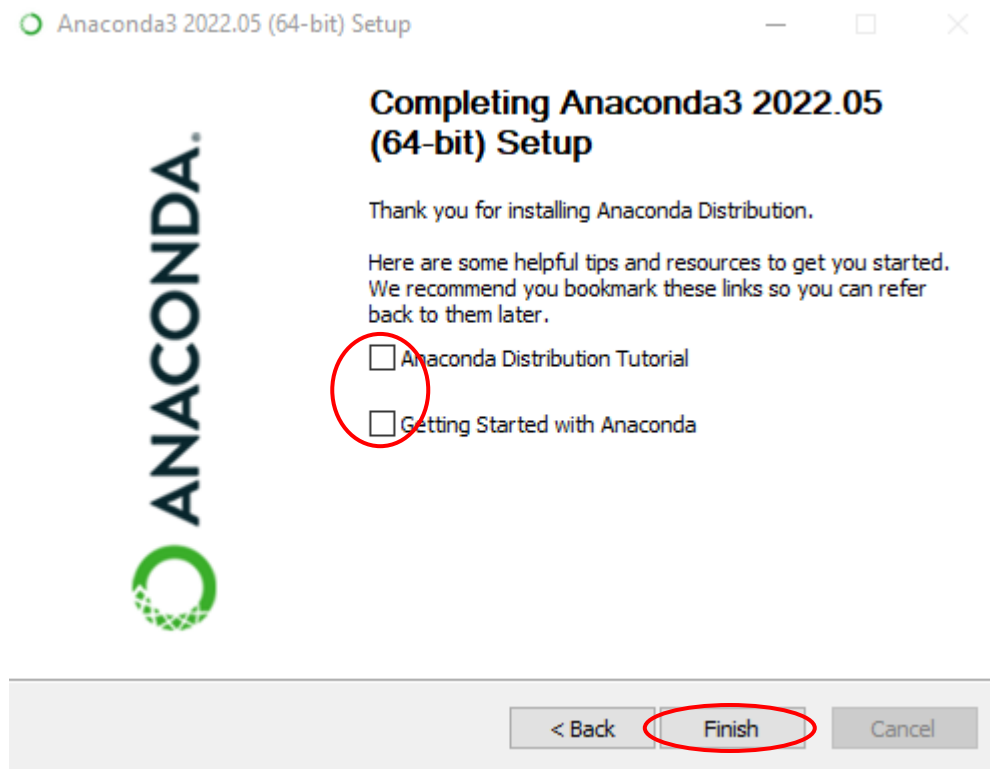 Anaconda3 2022.05 (64-bit) Setup
Completing Anaconda3 2022.05
(64-bit) Setup
ANACONDA.
Thank you for installing Anaconda Distribution.
Here are some helpful tips and resources to get you started.
We recommend you bookmark these links so you can refer
back to them later.
Anaconda Distribution Tutorial
Getting Started with Anaconda
< Back
Finish
Cancel